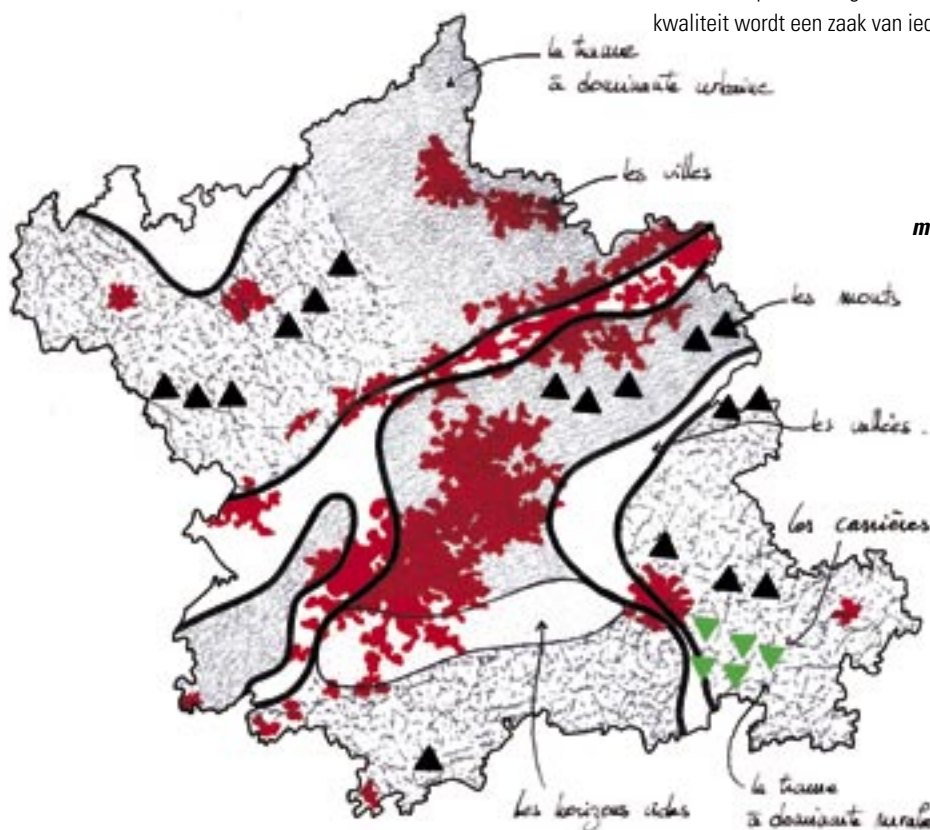 kwaliteit wordt een zaak van
la trame
à dominante urbaine
les villes
les monts
les vallées.
les carrières
la trame
à dominante rurale
les horizons vides